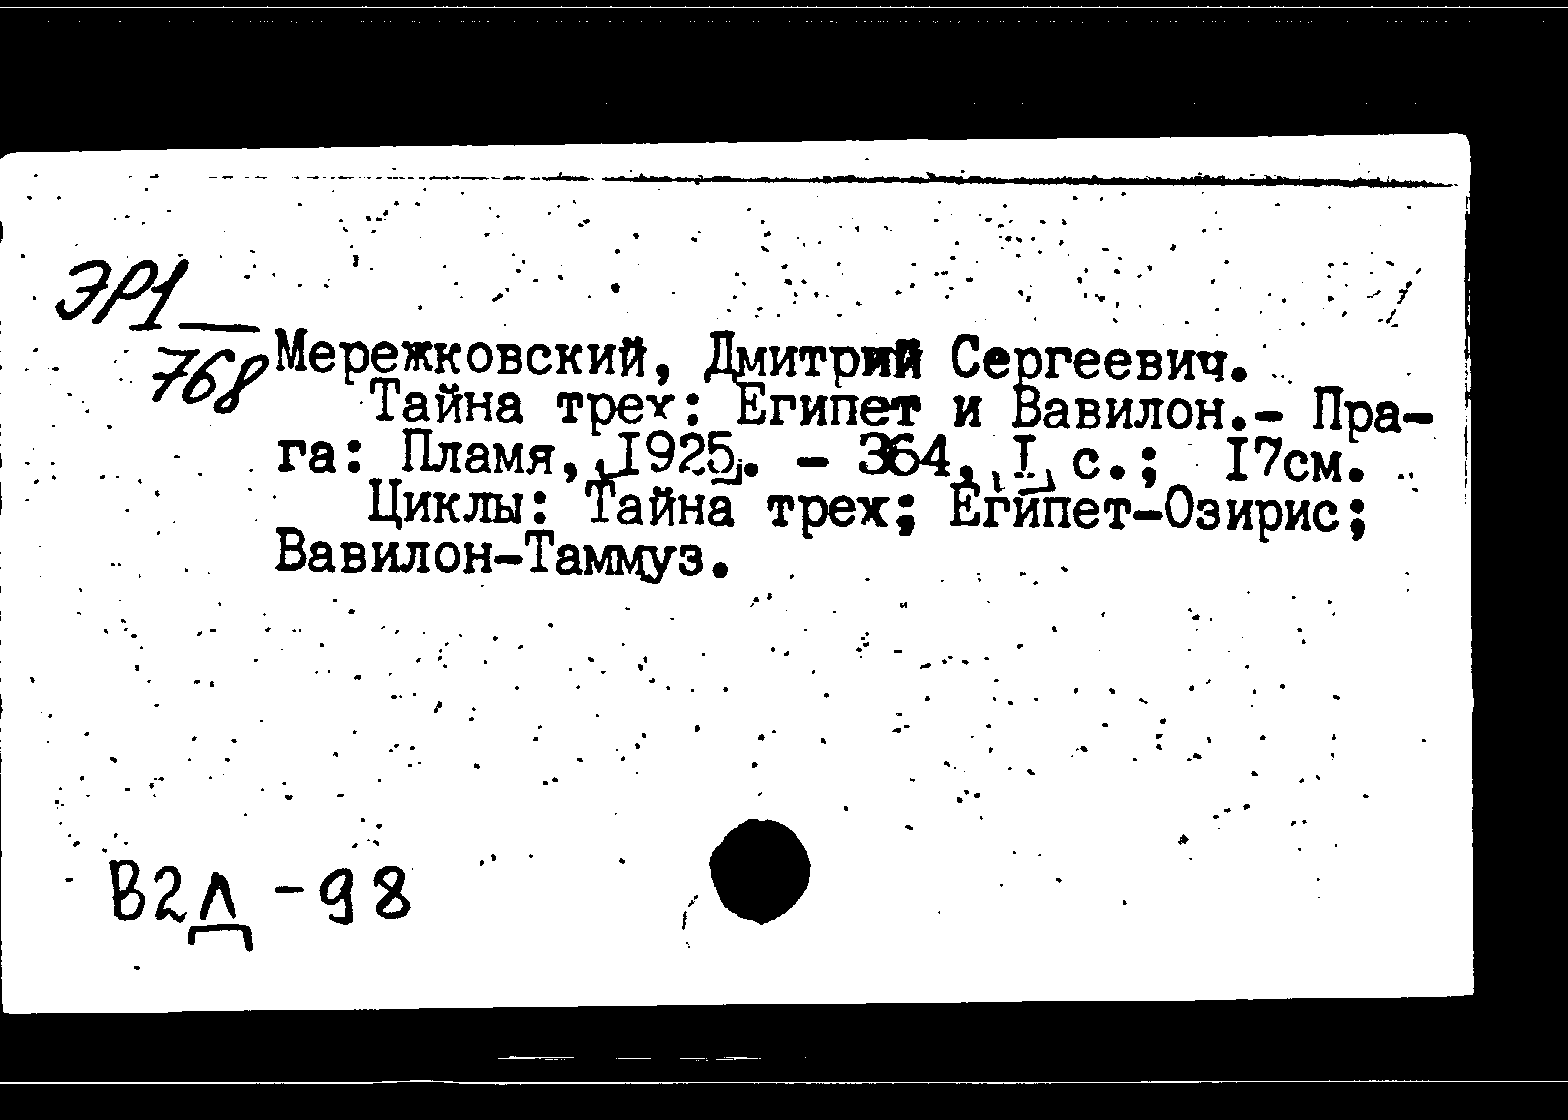 ЭР1
768
Мережковский, Дмитрий Сергеевич.
Тайна трех: Египет и Вавилон.- Пра-
га: Пламя, [1925]. - 364, [I] с.; I7см.
Циклы: Тайна трех; Египет-Озирис;
Вавилон-Таммуз.
В2Д -98